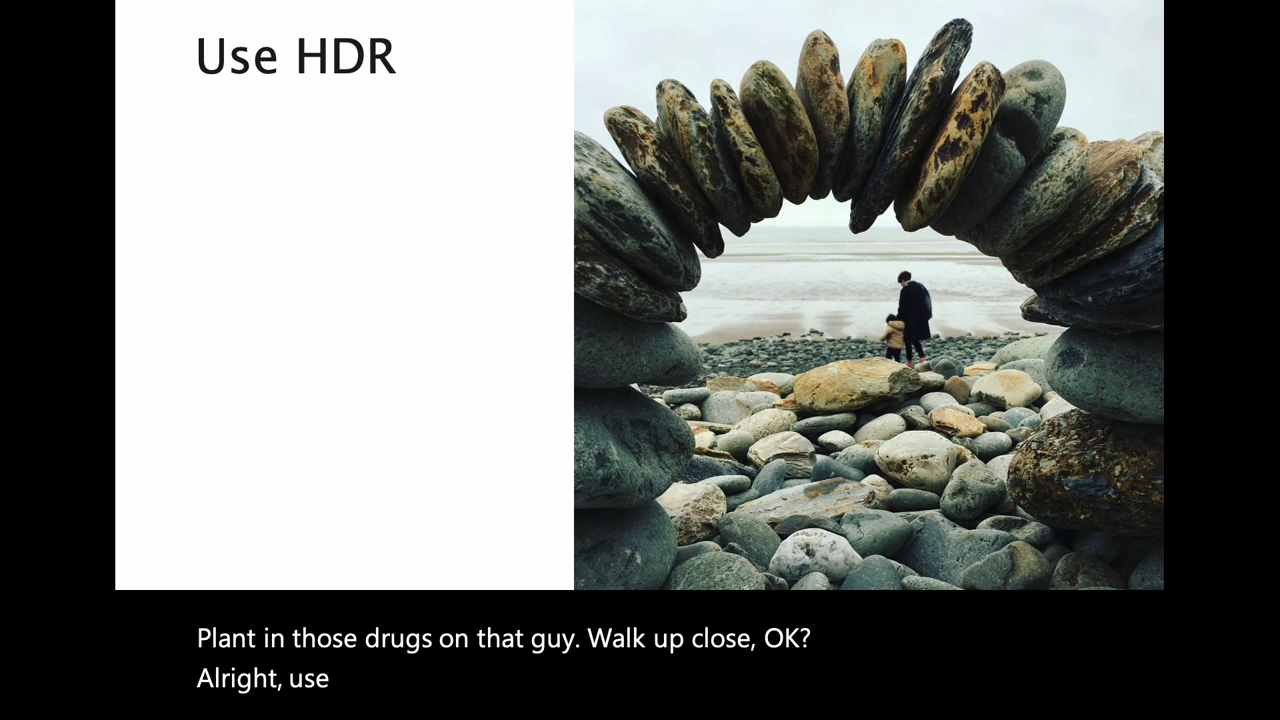 Use HDR
Plant in those drugs on that guy. Walk up close, OK?
Alright, use